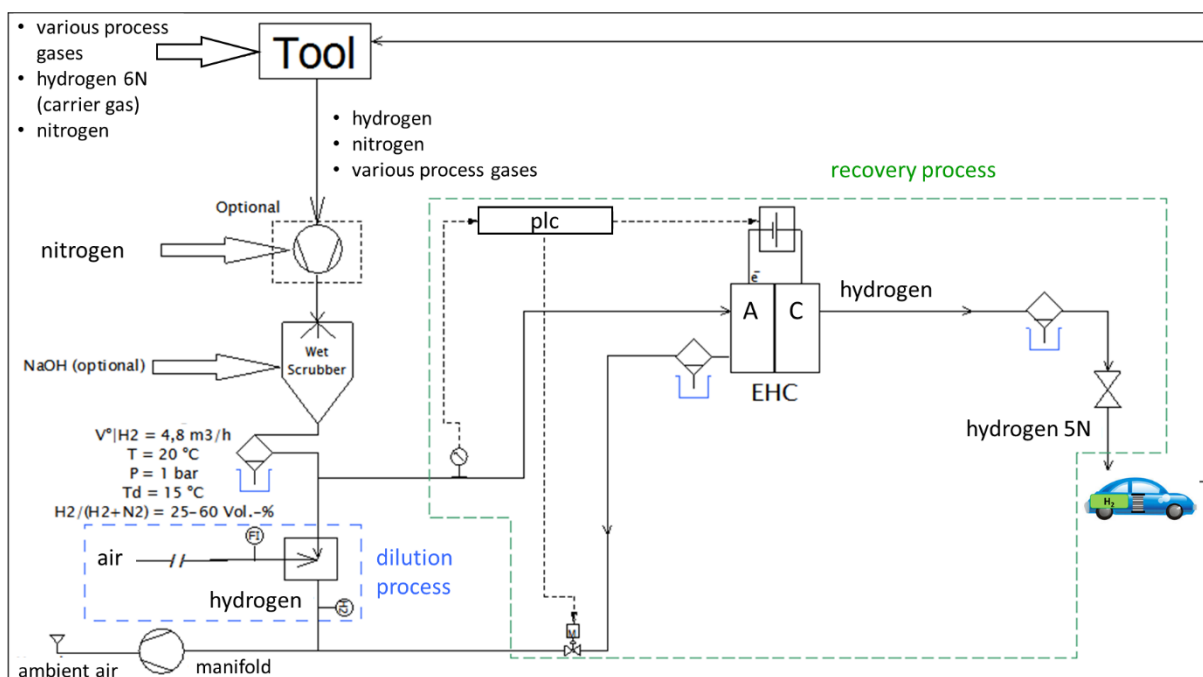 • various process
gases
• hydrogen 6N
(carrier gas)
• nitrogen
Tool
• hydrogen
• nitrogen
• various process gases
recovery process
Optional
plc
nitrogen
e-
A
C
hydrogen
Wet
Scrubber
NaOH (optional)
EHC
hydrogen 5N
V°|H2 = 4,8 m3/h
T = 20 °C
P = 1 bar
Td = 15 °C
H2/(H2+N2) = 25-60 Vol.-%
H2
FI
air
dilution
process
hydrogen
H2
M
ambient air
manifold